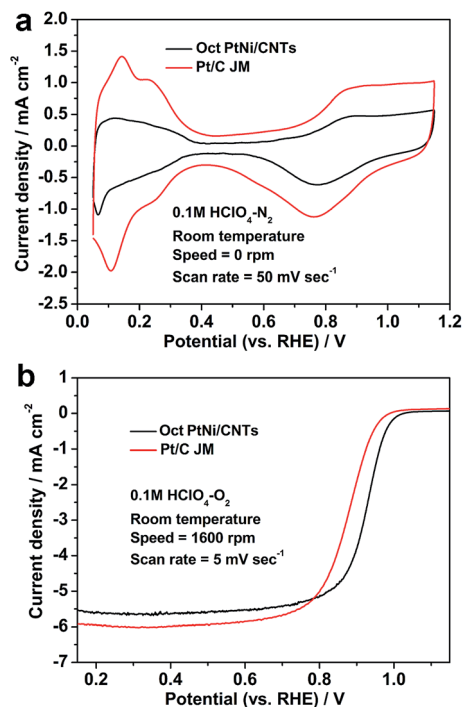 a
Oct PtNi/CNTs
Pt/C JM
0.1M HClO₄-N₂
Room temperature
Speed = 0 rpm
Scan rate = 50 mV sec⁻¹
Current density / mA cm⁻²
2.5
2.0
1.5
1.0
0.5
0.0
-0.5
-1.0
-1.5
-2.0
-2.5
0.0 0.2 0.4 0.6 0.8 1.0 1.2
Potential (vs. RHE) / V
b
Oct PtNi/CNTs
Pt/C JM
0.1M HClO₄-O₂
Room temperature
Speed = 1600 rpm
Scan rate = 5 mV sec⁻¹
Current density / mA cm⁻²
1
0
-1
-2
-3
-4
-5
-6
-7
0.2 0.4 0.6 0.8 1.0
Potential (vs. RHE) / V